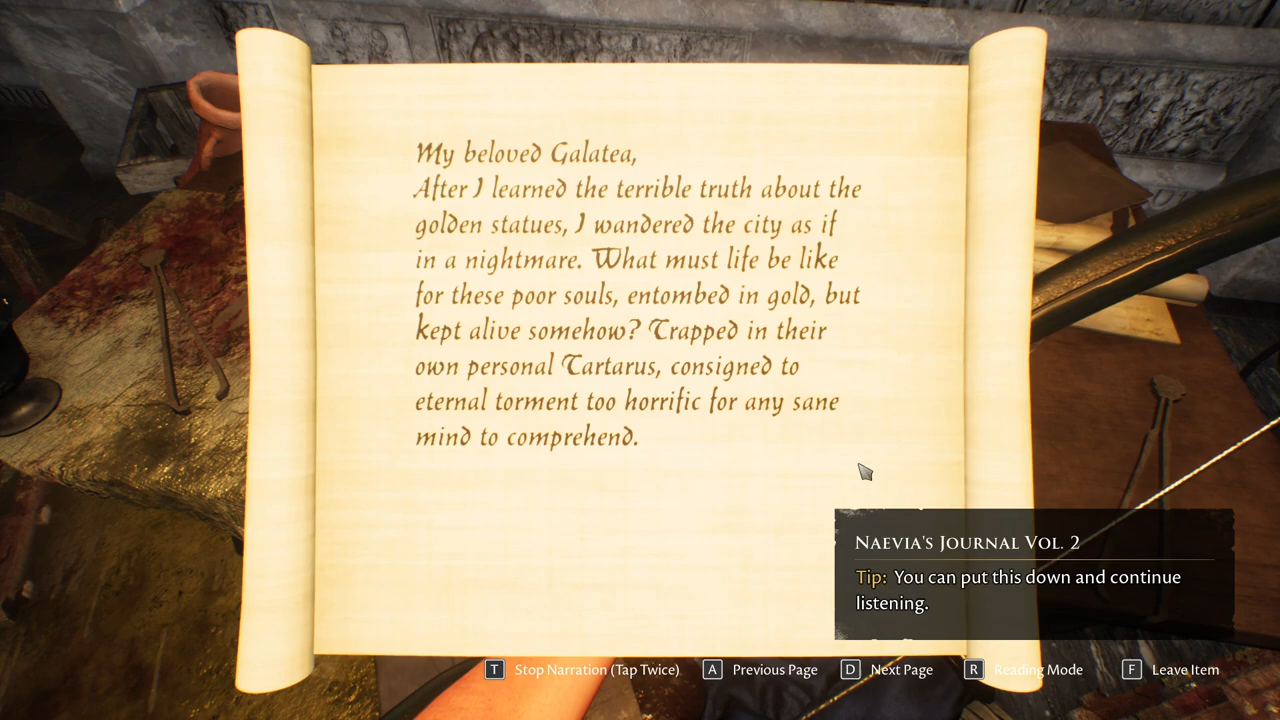 My beloved Galatea,
After I learned the terrible truth about the
golden statues, I wandered the city as if
in a nightmare. What must life be like
for these poor souls, entombed in gold, but
kept alive somehow? Trapped in their
own personal Tartarus, consigned to
eternal torment too horrific for any sane
mind to comprehend.
Naevia's Journal Vol. 2
Tip: You can put this down and continue
listening.
T Stop Narration (Tap Twice) A Previous Page D Next Page R Reading Mode F Leave Item